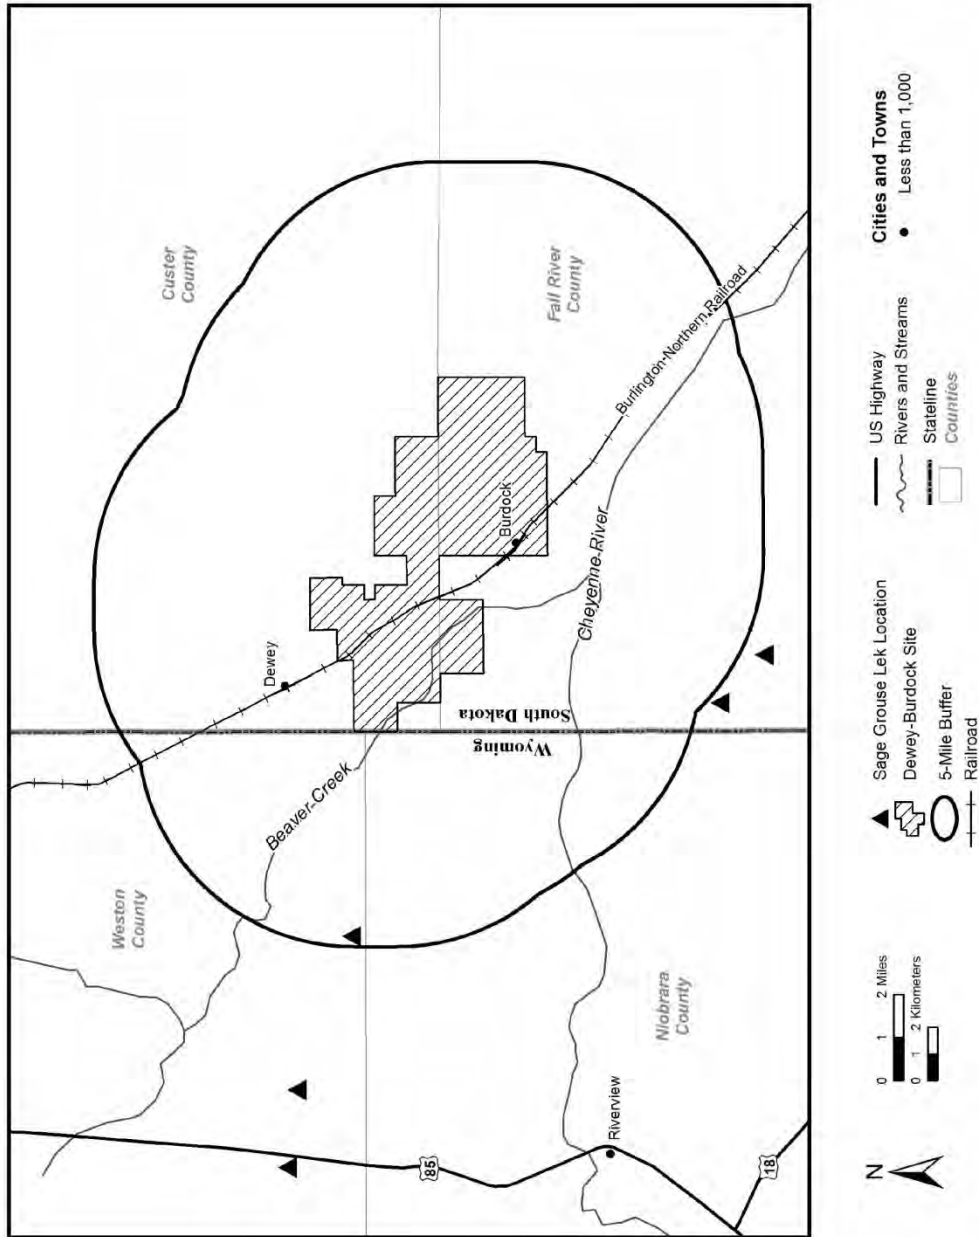 Custer
County
Weston
County
Dewey
Beaver Creek
Wyoming
South Dakota
Fall River
County
Burdock
Burlington-Northern Railroad
Cheyenne River
Niobrara
County
Riverview
85
18
N
0 1 2 Miles
0 1 2 Kilometers
Sage Grouse Lek Location
Dewey-Burdock Site
5-Mile Buffer
Railroad
US Highway
Rivers and Streams
Stateline
Counties
Cities and Towns
Less than 1,000